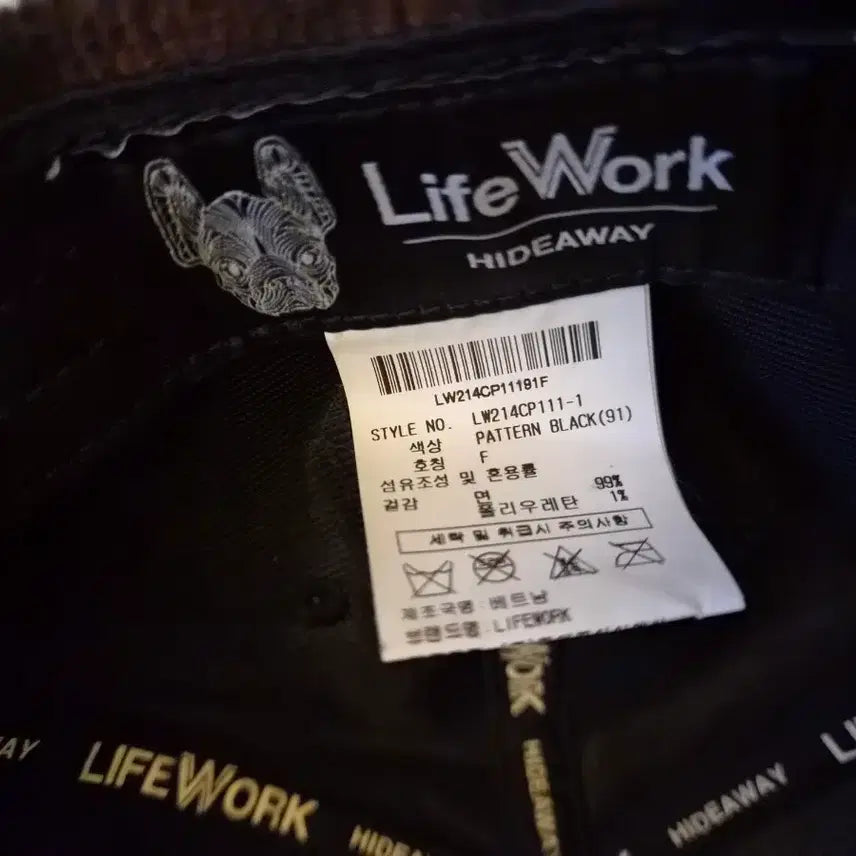 LifeWork
HIDEAWAY
LW214CP11191F
STYLE NO. LW214CP111-1
색상 PATTERN BLACK(91)
호칭 F
섬유조성 및 혼용률
겉감 면 99%
폴리우레탄 1%
세탁 및 취급시 주의사항
제조국명 : 베트남
브랜드명 : LIFEWORK
LIFEWORK
HIDEAWAY
HIDEAWAY